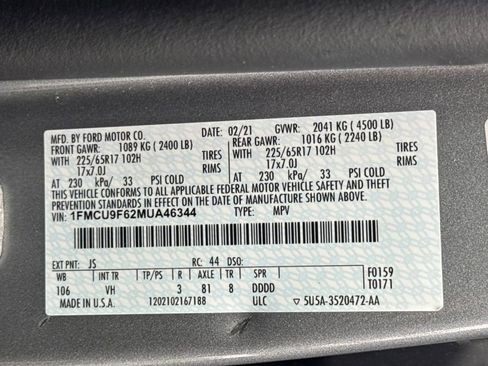 MFD. BY FORD MOTOR CO. 02/21 GVWR: 2041 KG ( 4500 LB)
FRONT GAWR: 1089 KG ( 2400 LB) REAR GAWR: 1016 KG ( 2240 LB)
WITH 225/65R17 102H TIRES WITH 225/65R17 102H TIRES
17x7.0J RIMS 17x7.0J RIMS
AT 230 kPa/ 33 PSI COLD AT 230 kPa/ 33 PSI COLD
THIS VEHICLE CONFORMS TO ALL APPLICABLE FEDERAL MOTOR VEHICLE SAFETY AND THEFT
PREVENTION STANDARDS IN EFFECT ON THE DATE OF MANUFACTURE SHOWN ABOVE.
VIN: 1FMCU9F62MUA46344 TYPE: MPV
EXT PNT: JS RC: 44 DSO:
WB INT TR TP/PS R AXLE TR SPR F0159
106 VH 3 81 8 DDDD T0171
MADE IN U.S.A. 1202102167188 ULC 5U5A-3520472-AA